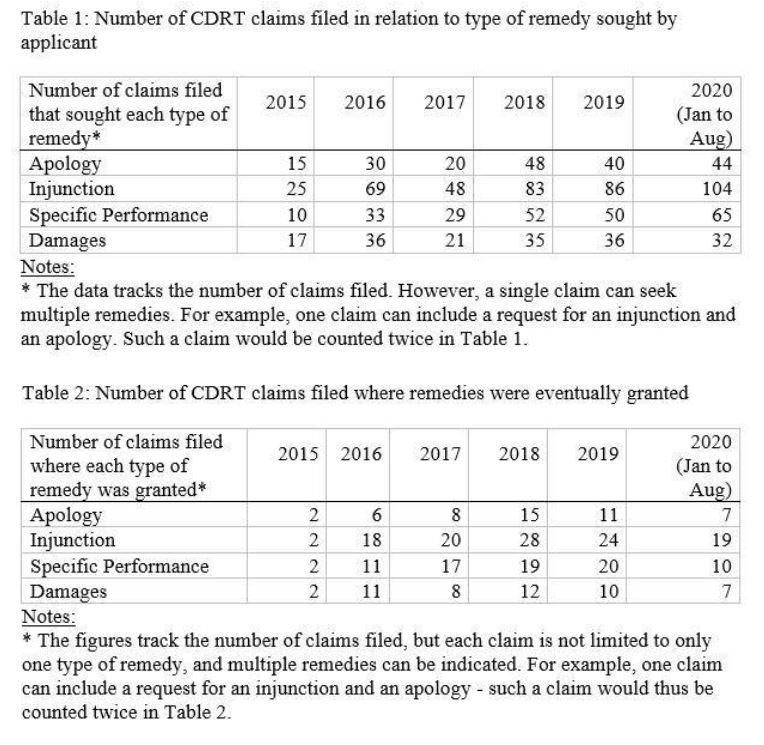 Table 1: Number of CDRT claims filed in relation to type of remedy sought by
applicant
Number of claims filed
that sought each type of
remedy*
2015 2016 2017 2018 2019 2020
(Jan to
Aug)
Apology 15 30 20 48 40 44
Injunction 25 69 48 83 86 104
Specific Performance 10 33 29 52 50 65
Damages 17 36 21 35 36 32
Notes:
* The data tracks the number of claims filed. However, a single claim can seek
multiple remedies. For example, one claim can include a request for an injunction and
an apology. Such a claim would be counted twice in Table 1.
Table 2: Number of CDRT claims filed where remedies were eventually granted
Number of claims filed
where each type of
remedy was granted*
2015 2016 2017 2018 2019 2020
(Jan to
Aug)
Apology 2 6 8 15 11 7
Injunction 2 18 20 28 24 19
Specific Performance 2 11 17 19 20 10
Damages 2 11 8 12 10 7
Notes:
* The figures track the number of claims filed, but each claim is not limited to only
one type of remedy, and multiple remedies can be indicated. For example, one claim
can include a request for an injunction and an apology - such a claim would thus be
counted twice in Table 2.